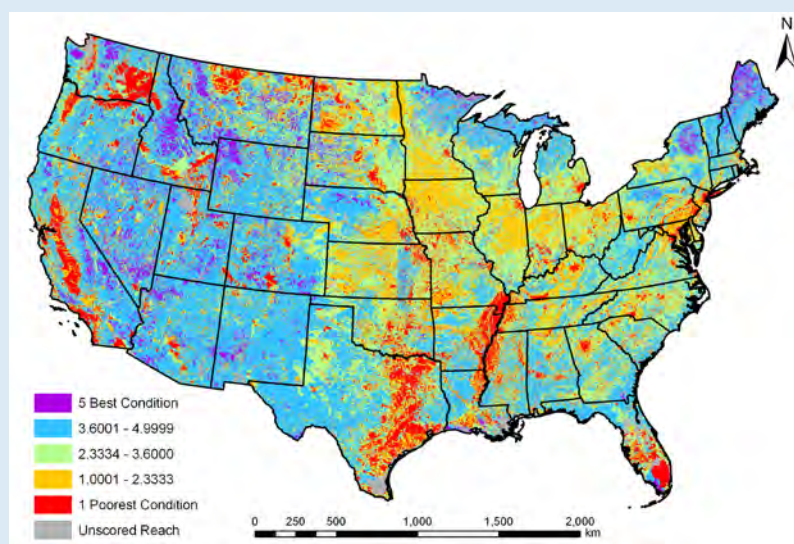 N
5 Best Condition
3.6001 - 4.9999
2.3334 - 3.6000
1.0001 - 2.3333
1 Poorest Condition
Unscored Reach
0 250 500 1,000 1,500 2,000
km